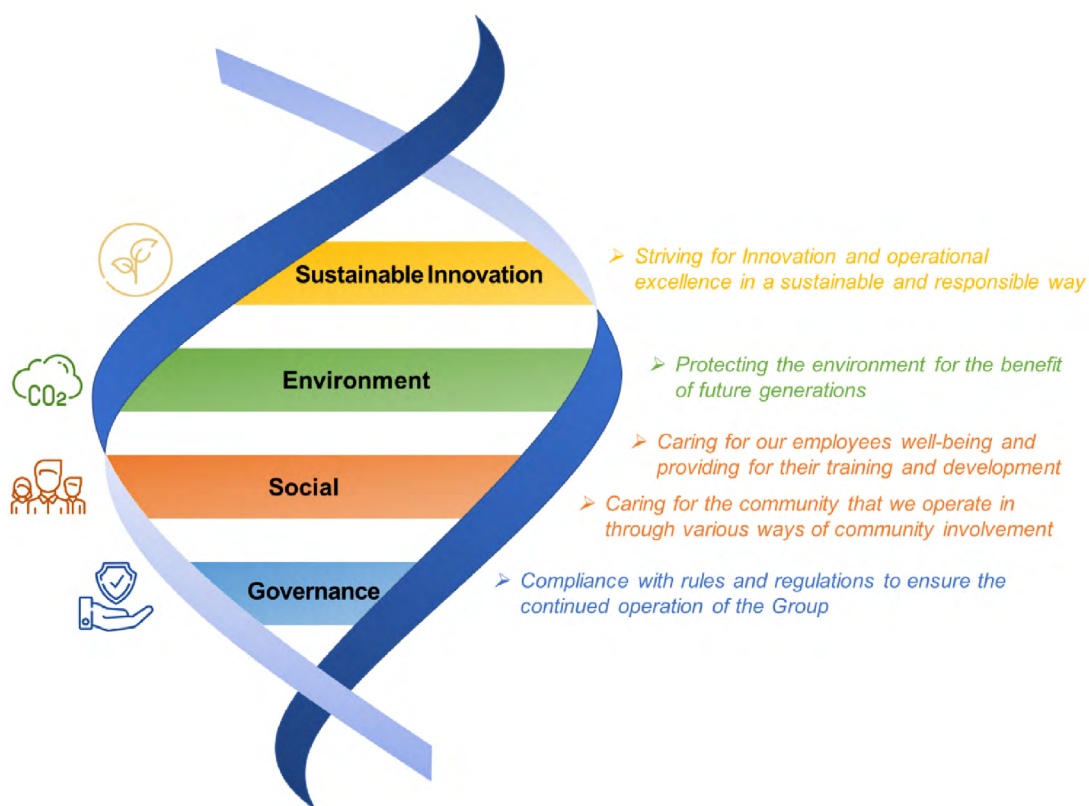 Sustainable Innovation
Striving for Innovation and operational
excellence in a sustainable and responsible way
CO2
Environment
Protecting the environment for the benefit
of future generations
Social
Caring for our employees well-being and
providing for their training and development
Caring for the community that we operate in
through various ways of community involvement
Governance
Compliance with rules and regulations to ensure the
continued operation of the Group